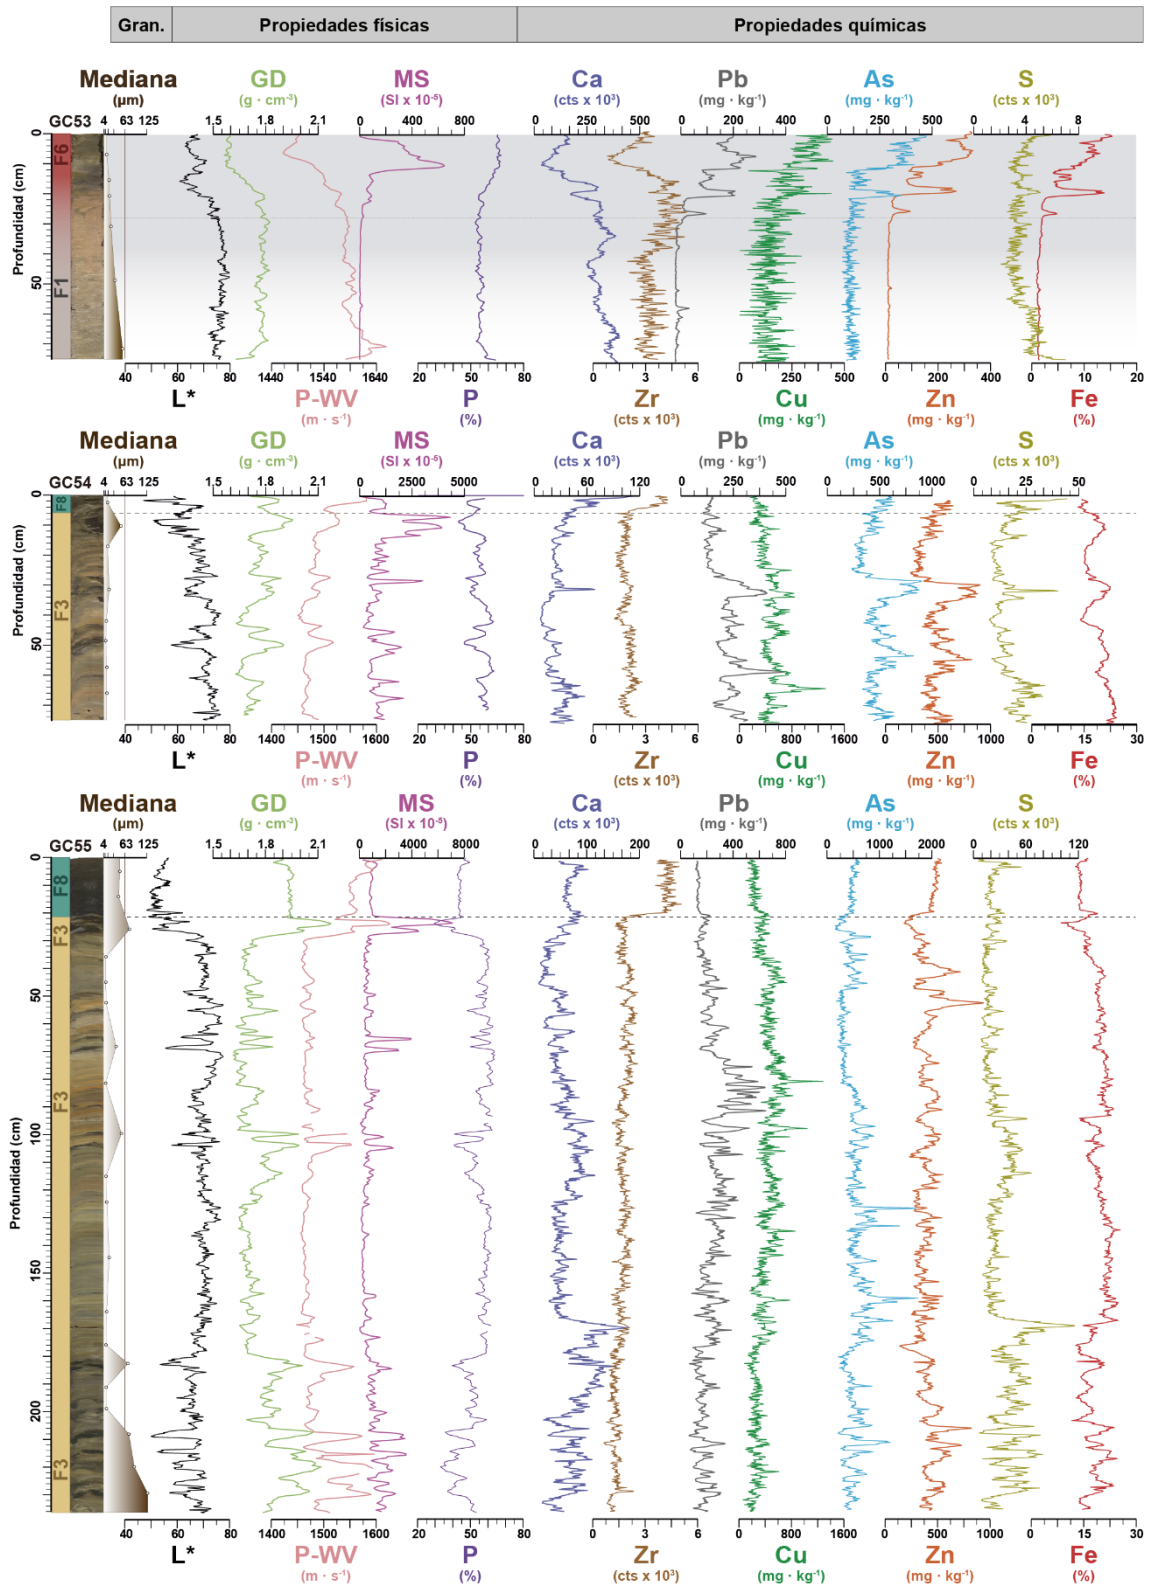 Gran. Propiedades físicas Propiedades químicas
Mediana GD MS Ca Pb As S
(µm) (g · cm⁻³) (SI x 10⁻⁵) (cts x 10³) (mg · kg⁻¹) (mg · kg⁻¹) (cts x 10³)
GC53 4 63 125 1.5 1.8 2.1 0 400 800 0 250 500 0 200 400 0 250 500 0 4 8
0
F6
50
F1
Profundidad (cm)
40 60 80 1440 1540 1640 20 50 80 0 3 6 0 250 500 0 200 400 0 10 20
L* P-WV P Zr Cu Zn Fe
(m · s⁻¹) (%) (cts x 10³) (mg · kg⁻¹) (mg · kg⁻¹) (%)
Mediana GD MS Ca Pb As S
(µm) (g · cm⁻³) (SI x 10⁻⁵) (cts x 10³) (mg · kg⁻¹) (mg · kg⁻¹) (cts x 10³)
GC54 4 63 125 1.5 1.8 2.1 0 2500 5000 0 60 120 0 250 500 0 500 1000 0 25 50
0
F8
50
F3
Profundidad (cm)
40 60 80 1400 1500 1600 20 50 80 0 3 6 0 800 1600 0 500 1000 0 15 30
L* P-WV P Zr Cu Zn Fe
(m · s⁻¹) (%) (cts x 10³) (mg · kg⁻¹) (mg · kg⁻¹) (%)
Mediana GD MS Ca Pb As S
(µm) (g · cm⁻³) (SI x 10⁻⁵) (cts x 10³) (mg · kg⁻¹) (mg · kg⁻¹) (cts x 10³)
GC55 4 63 125 1.5 1.8 2.1 0 4000 8000 0 100 200 0 400 800 0 1000 2000 0 60 120
0
F8
F3
50
F3
100
150
200
F3
Profundidad (cm)
40 60 80 1400 1500 1600 20 50 80 0 3 6 0 800 1600 0 500 1000 0 15 30
L* P-WV P Zr Cu Zn Fe
(m · s⁻¹) (%) (cts x 10³) (mg · kg⁻¹) (mg · kg⁻¹) (%)